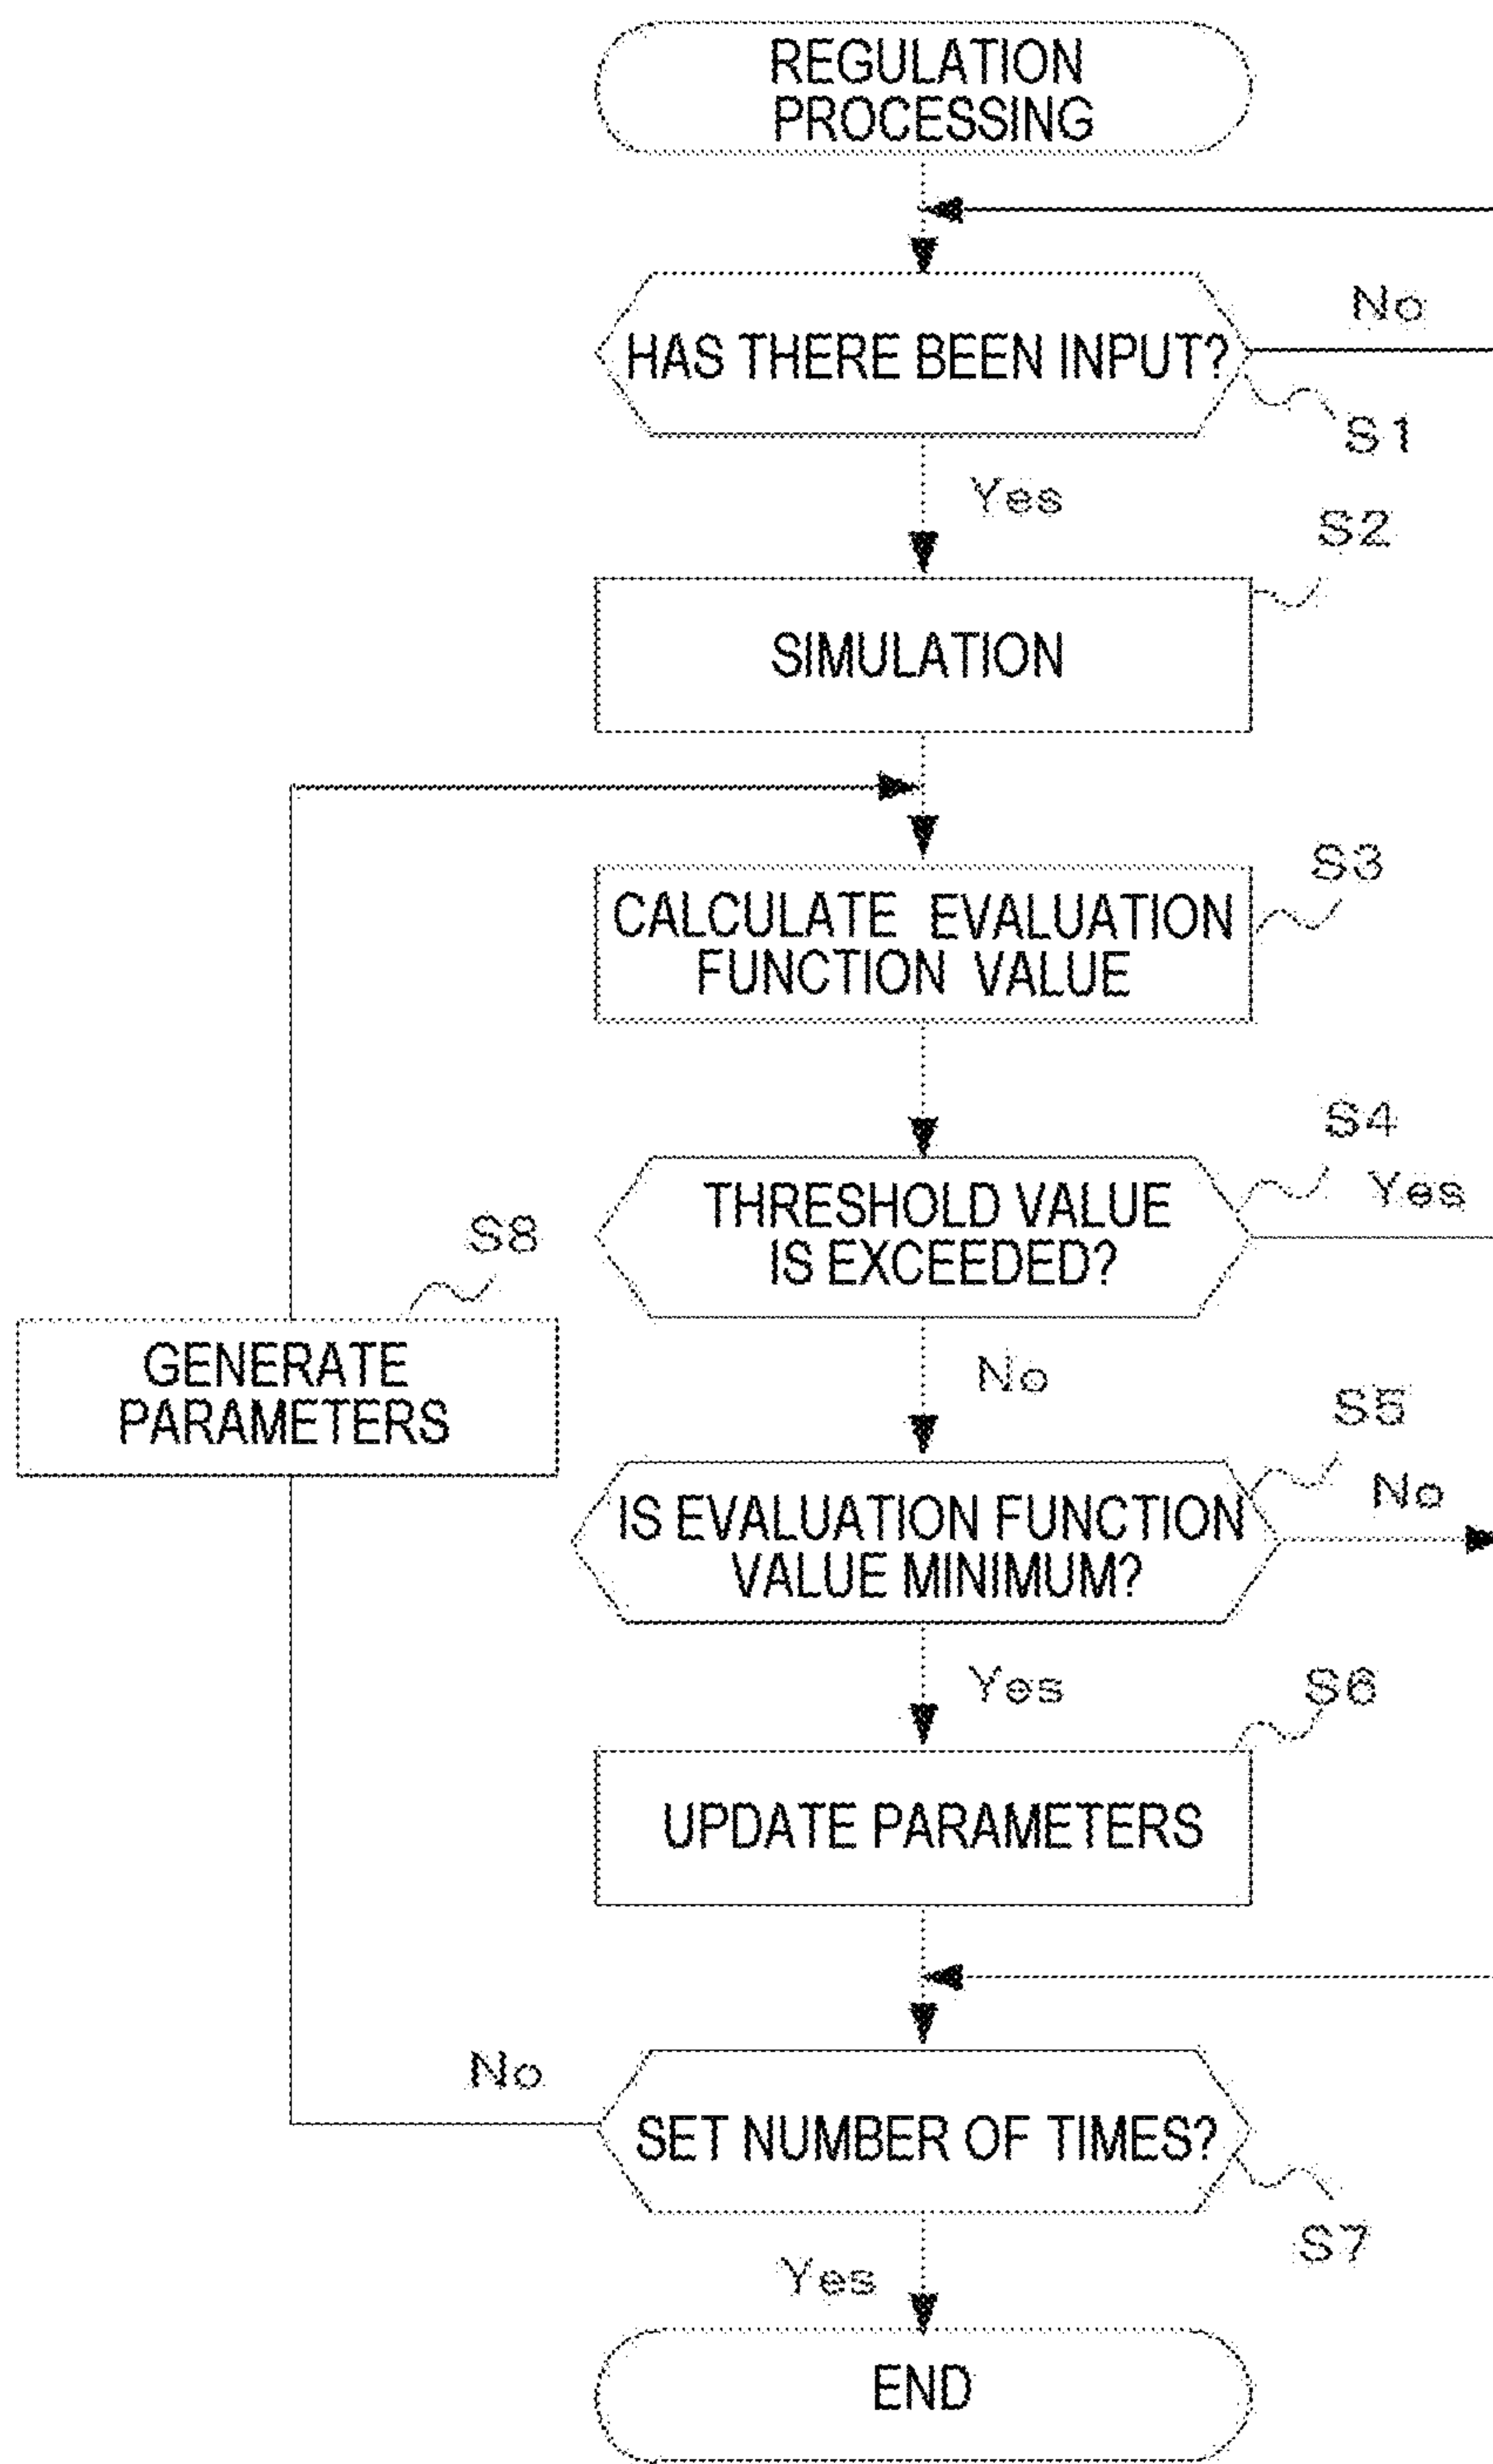 REGULATION
PROCESSING
No
HAS THERE BEEN INPUT?
S1
Yes
S2
SIMULATION
S3
CALCULATE EVALUATION
FUNCTION VALUE
S4
Yes
THRESHOLD VALUE
IS EXCEEDED?
S8
GENERATE
PARAMETERS
No
S5
No
IS EVALUATION FUNCTION
VALUE MINIMUM?
Yes
S6
UPDATE PARAMETERS
No
SET NUMBER OF TIMES?
S7
Yes
END